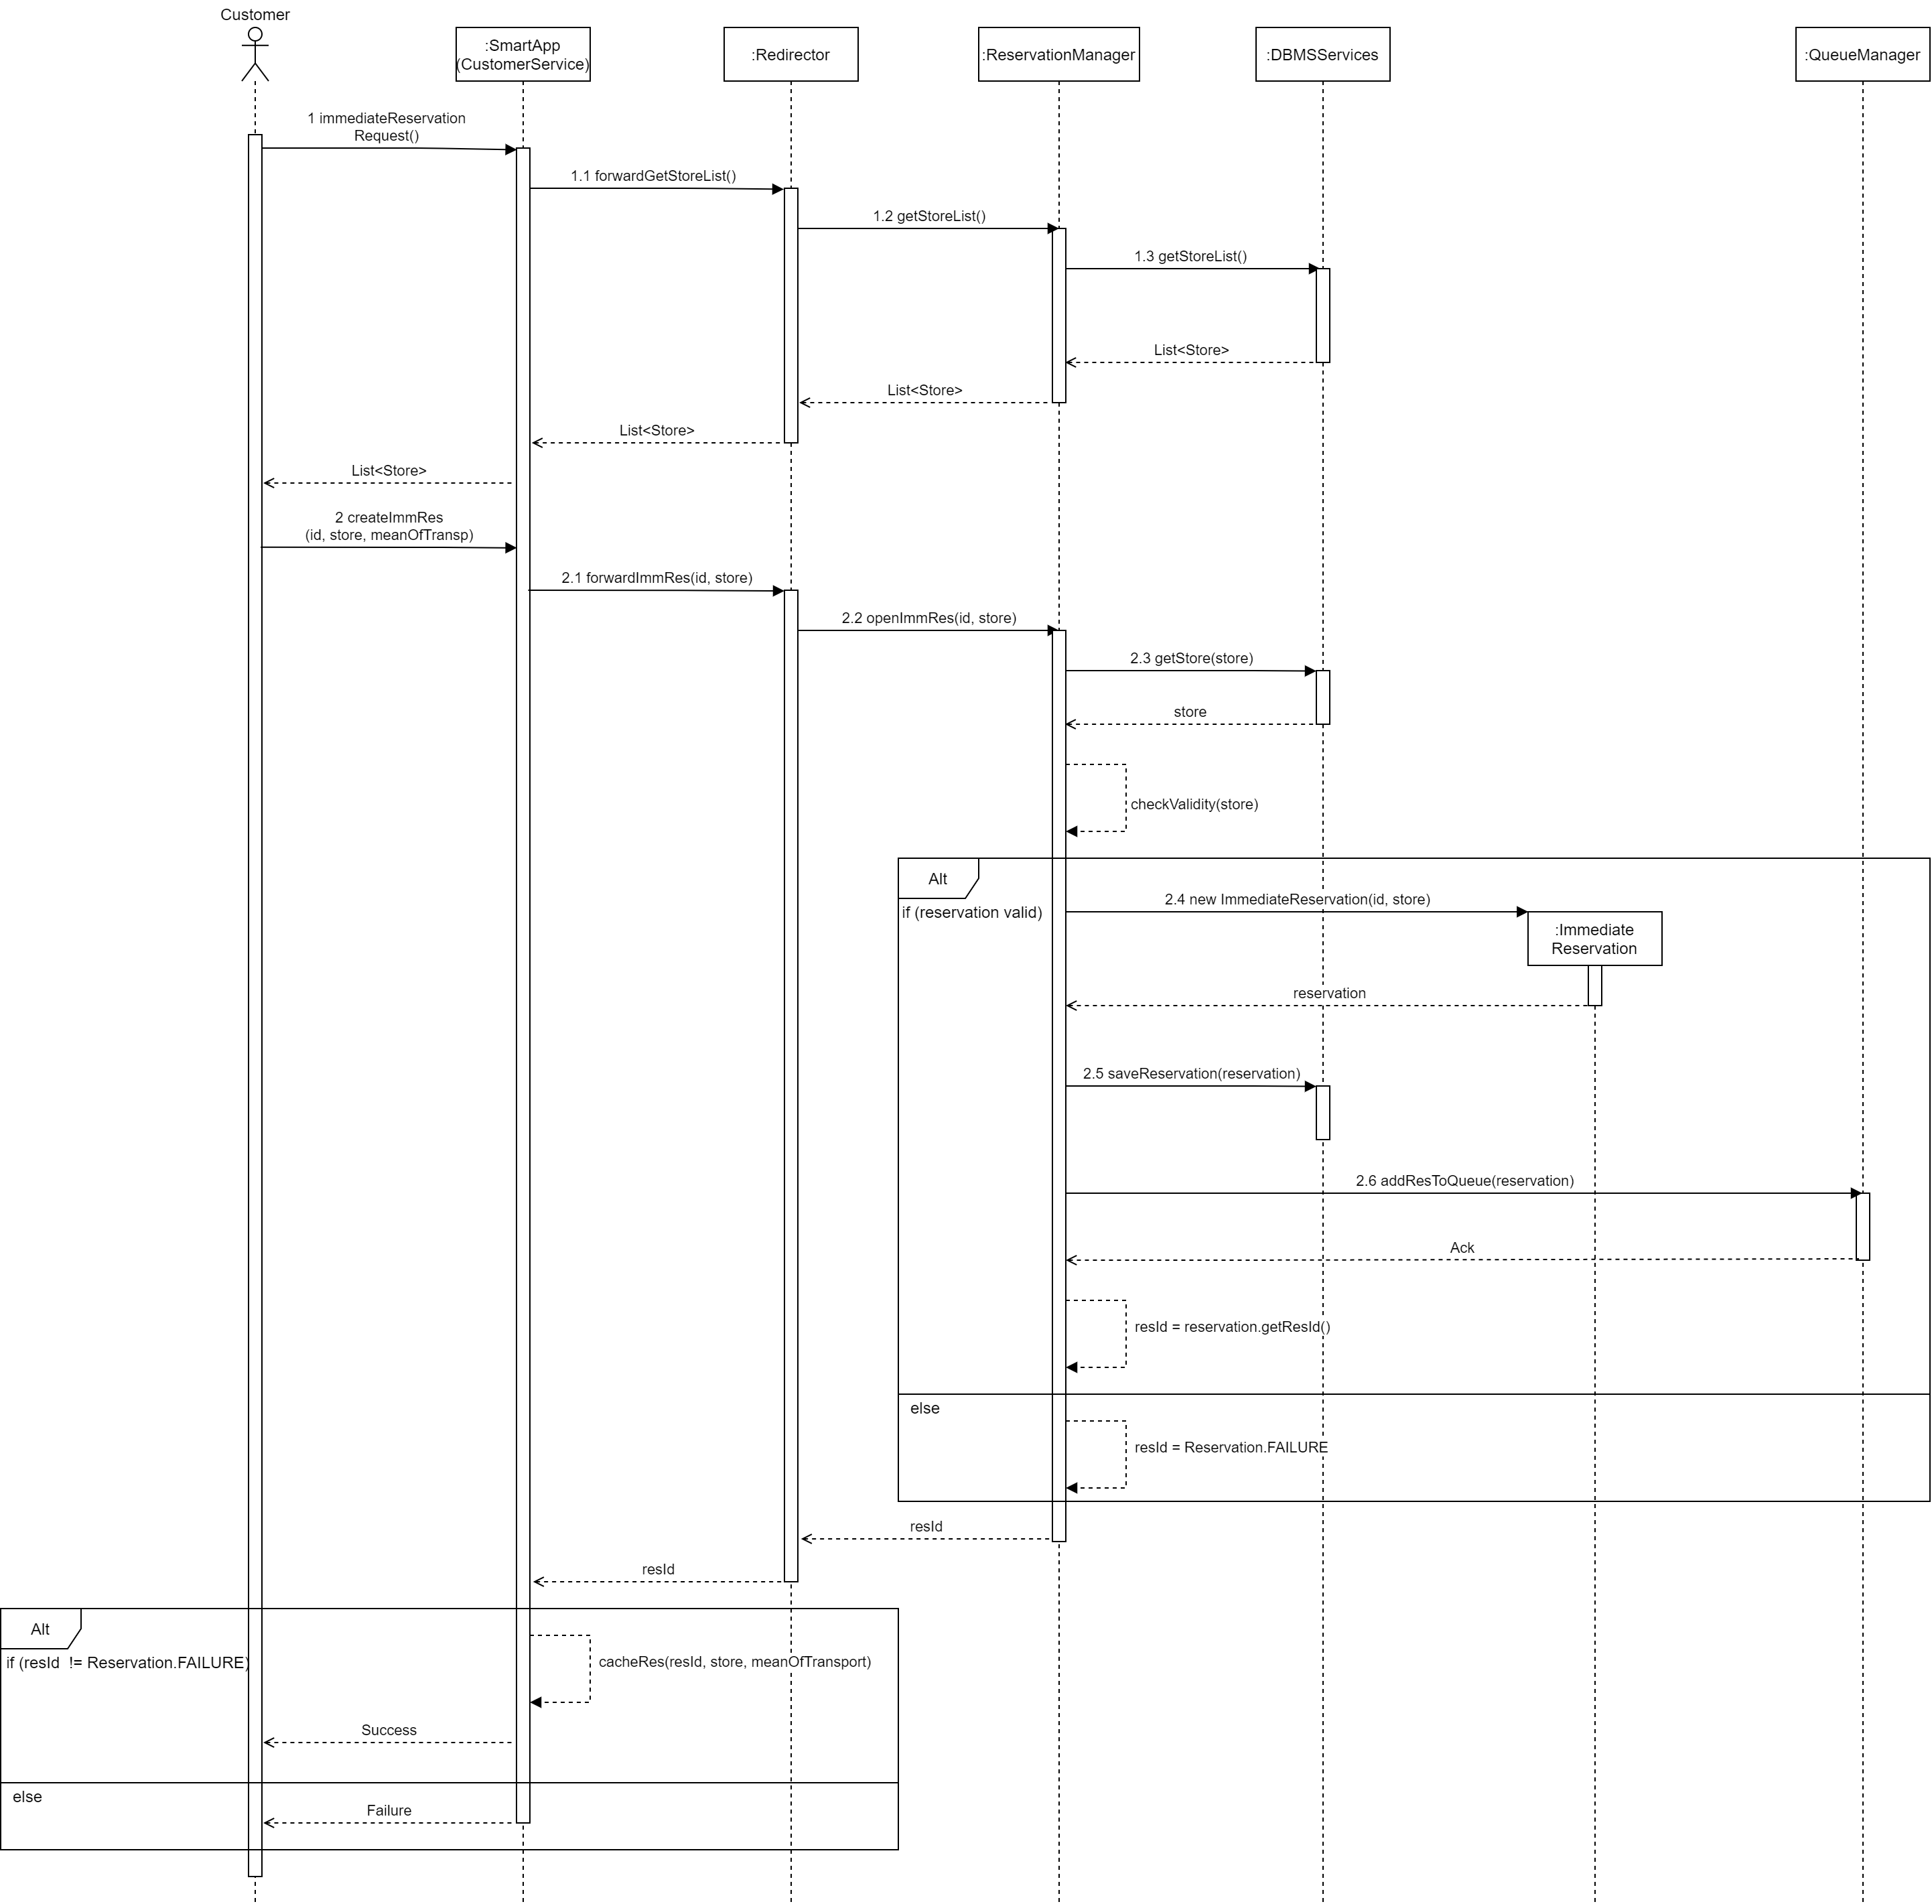 Customer
:SmartApp
(CustomerService)
:Redirector
:ReservationManager
:DBMSServices
:QueueManager
1 immediateReservation
Request()
1.1 forwardGetStoreList()
1.2 getStoreList()
1.3 getStoreList()
List<Store>
List<Store>
List<Store>
List<Store>
2 createImmRes
(id, store, meanOfTransp)
2.1 forwardImmRes(id, store)
2.2 openImmRes(id, store)
2.3 getStore(store)
store
checkValidity(store)
Alt
if (reservation valid)
2.4 new ImmediateReservation(id, store)
:Immediate
Reservation
reservation
2.5 saveReservation(reservation)
2.6 addResToQueue(reservation)
Ack
resId = reservation.getResId()
else
resId = Reservation.FAILURE
resId
resId
Alt
if (resId != Reservation.FAILURE)
cacheRes(resId, store, meanOfTransport)
Success
else
Failure